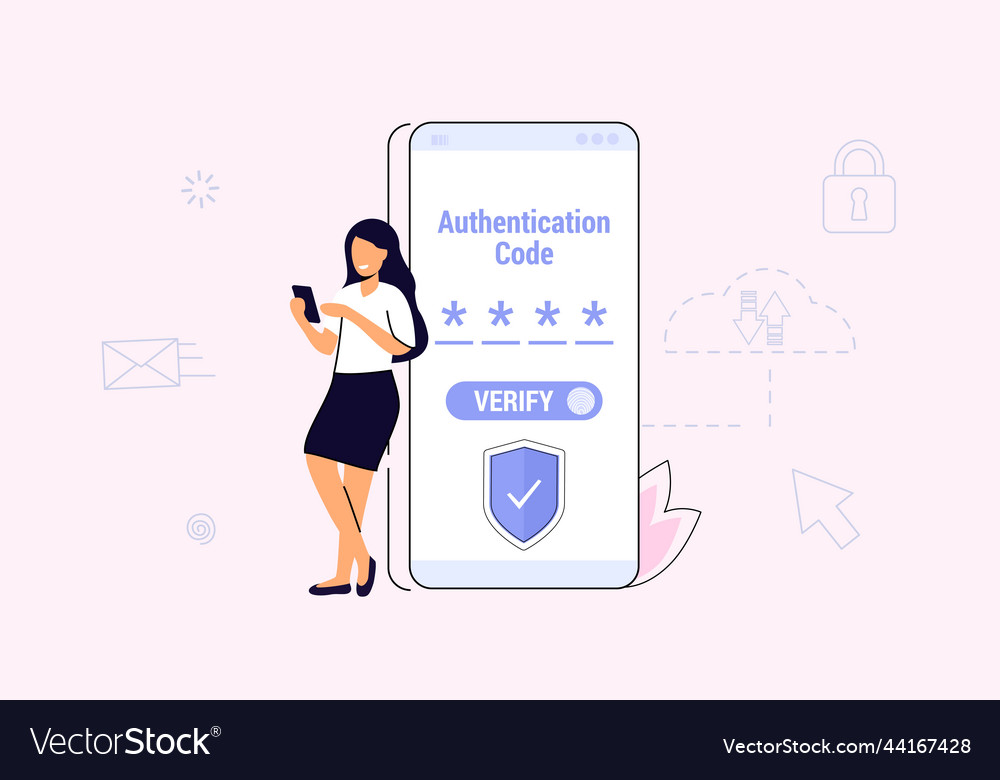 Authentication
Code
* * * *
VERIFY
VectorStock®
VectorStock.com/44167428